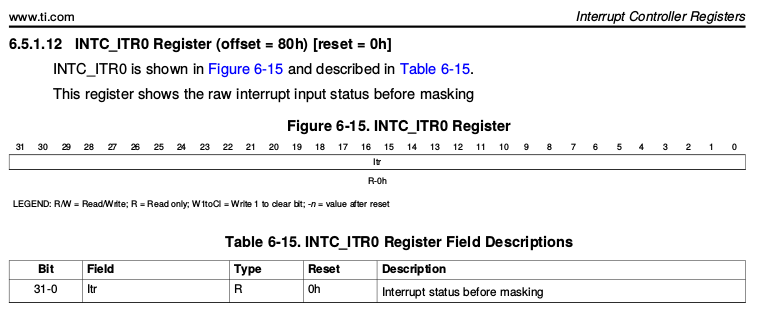 www.ti.com Interrupt Controller Registers
6.5.1.12 INTC_ITR0 Register (offset = 80h) [reset = 0h]
INTC_ITR0 is shown in Figure 6-15 and described in Table 6-15.
This register shows the raw interrupt input status before masking
Figure 6-15. INTC_ITR0 Register
31 30 29 28 27 26 25 24 23 22 21 20 19 18 17 16 15 14 13 12 11 10 9 8 7 6 5 4 3 2 1 0
Itr
R-0h
LEGEND: R/W = Read/Write; R = Read only; W1toCl = Write 1 to clear bit; -n = value after reset
Table 6-15. INTC_ITR0 Register Field Descriptions
Bit Field Type Reset Description
31-0 Itr R 0h Interrupt status before masking